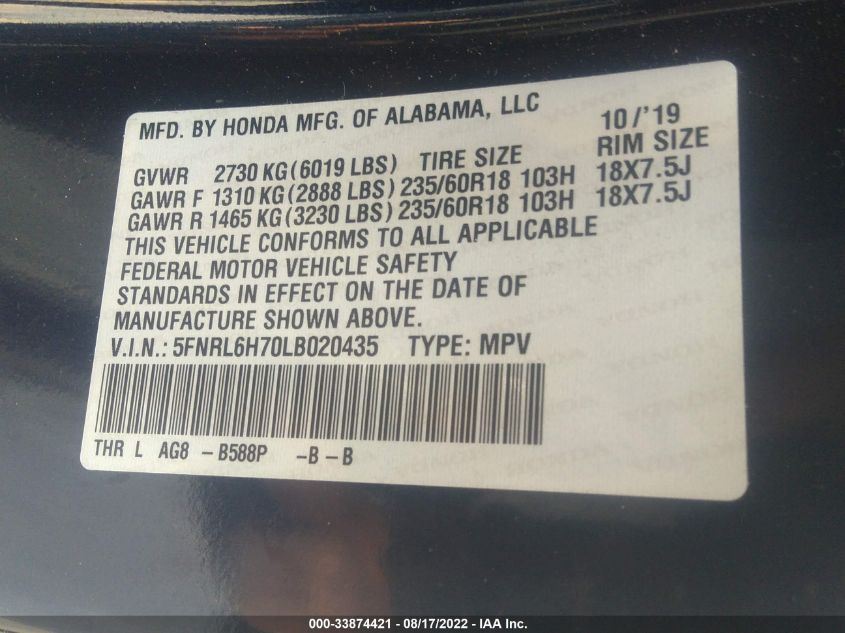 MFD. BY HONDA MFG. OF ALABAMA, LLC 10/'19
GVWR 2730 KG (6019 LBS) TIRE SIZE RIM SIZE
GAWR F 1310 KG (2888 LBS) 235/60R18 103H 18X7.5J
GAWR R 1465 KG (3230 LBS) 235/60R18 103H 18X7.5J
THIS VEHICLE CONFORMS TO ALL APPLICABLE
FEDERAL MOTOR VEHICLE SAFETY
STANDARDS IN EFFECT ON THE DATE OF
MANUFACTURE SHOWN ABOVE.
V.I.N.: 5FNRL6H70LB020435 TYPE: MPV
THR L AG8 - B588P -B - B
000-33874421 - 08/17/2022 - IAA Inc.